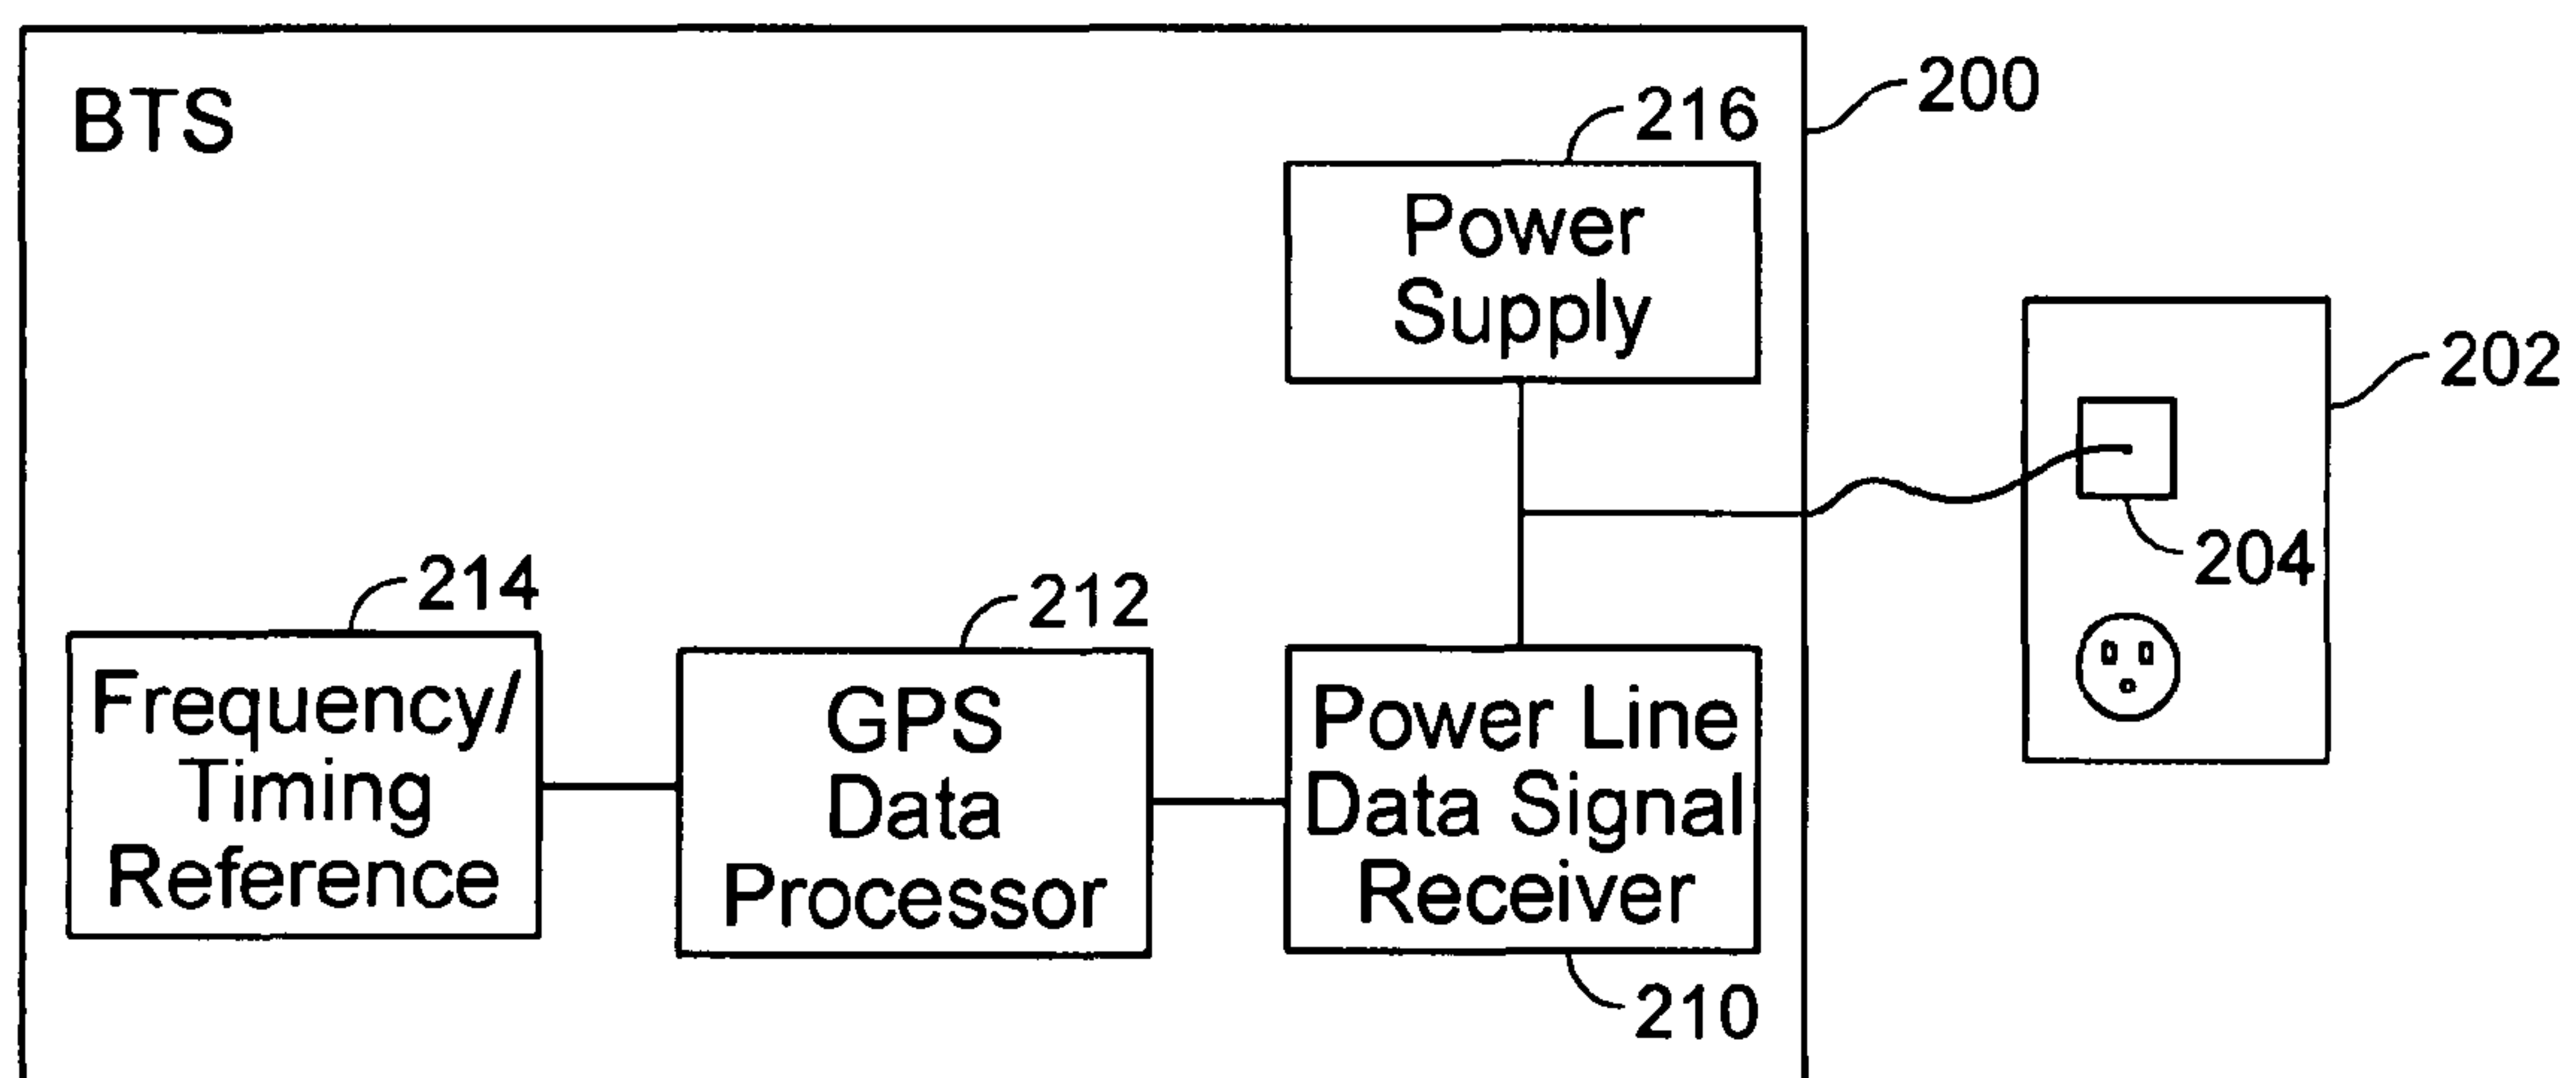 BTS
200
216
Power
Supply
202
204
214
Frequency/
Timing
Reference
212
GPS
Data
Processor
Power Line
Data Signal
Receiver
210